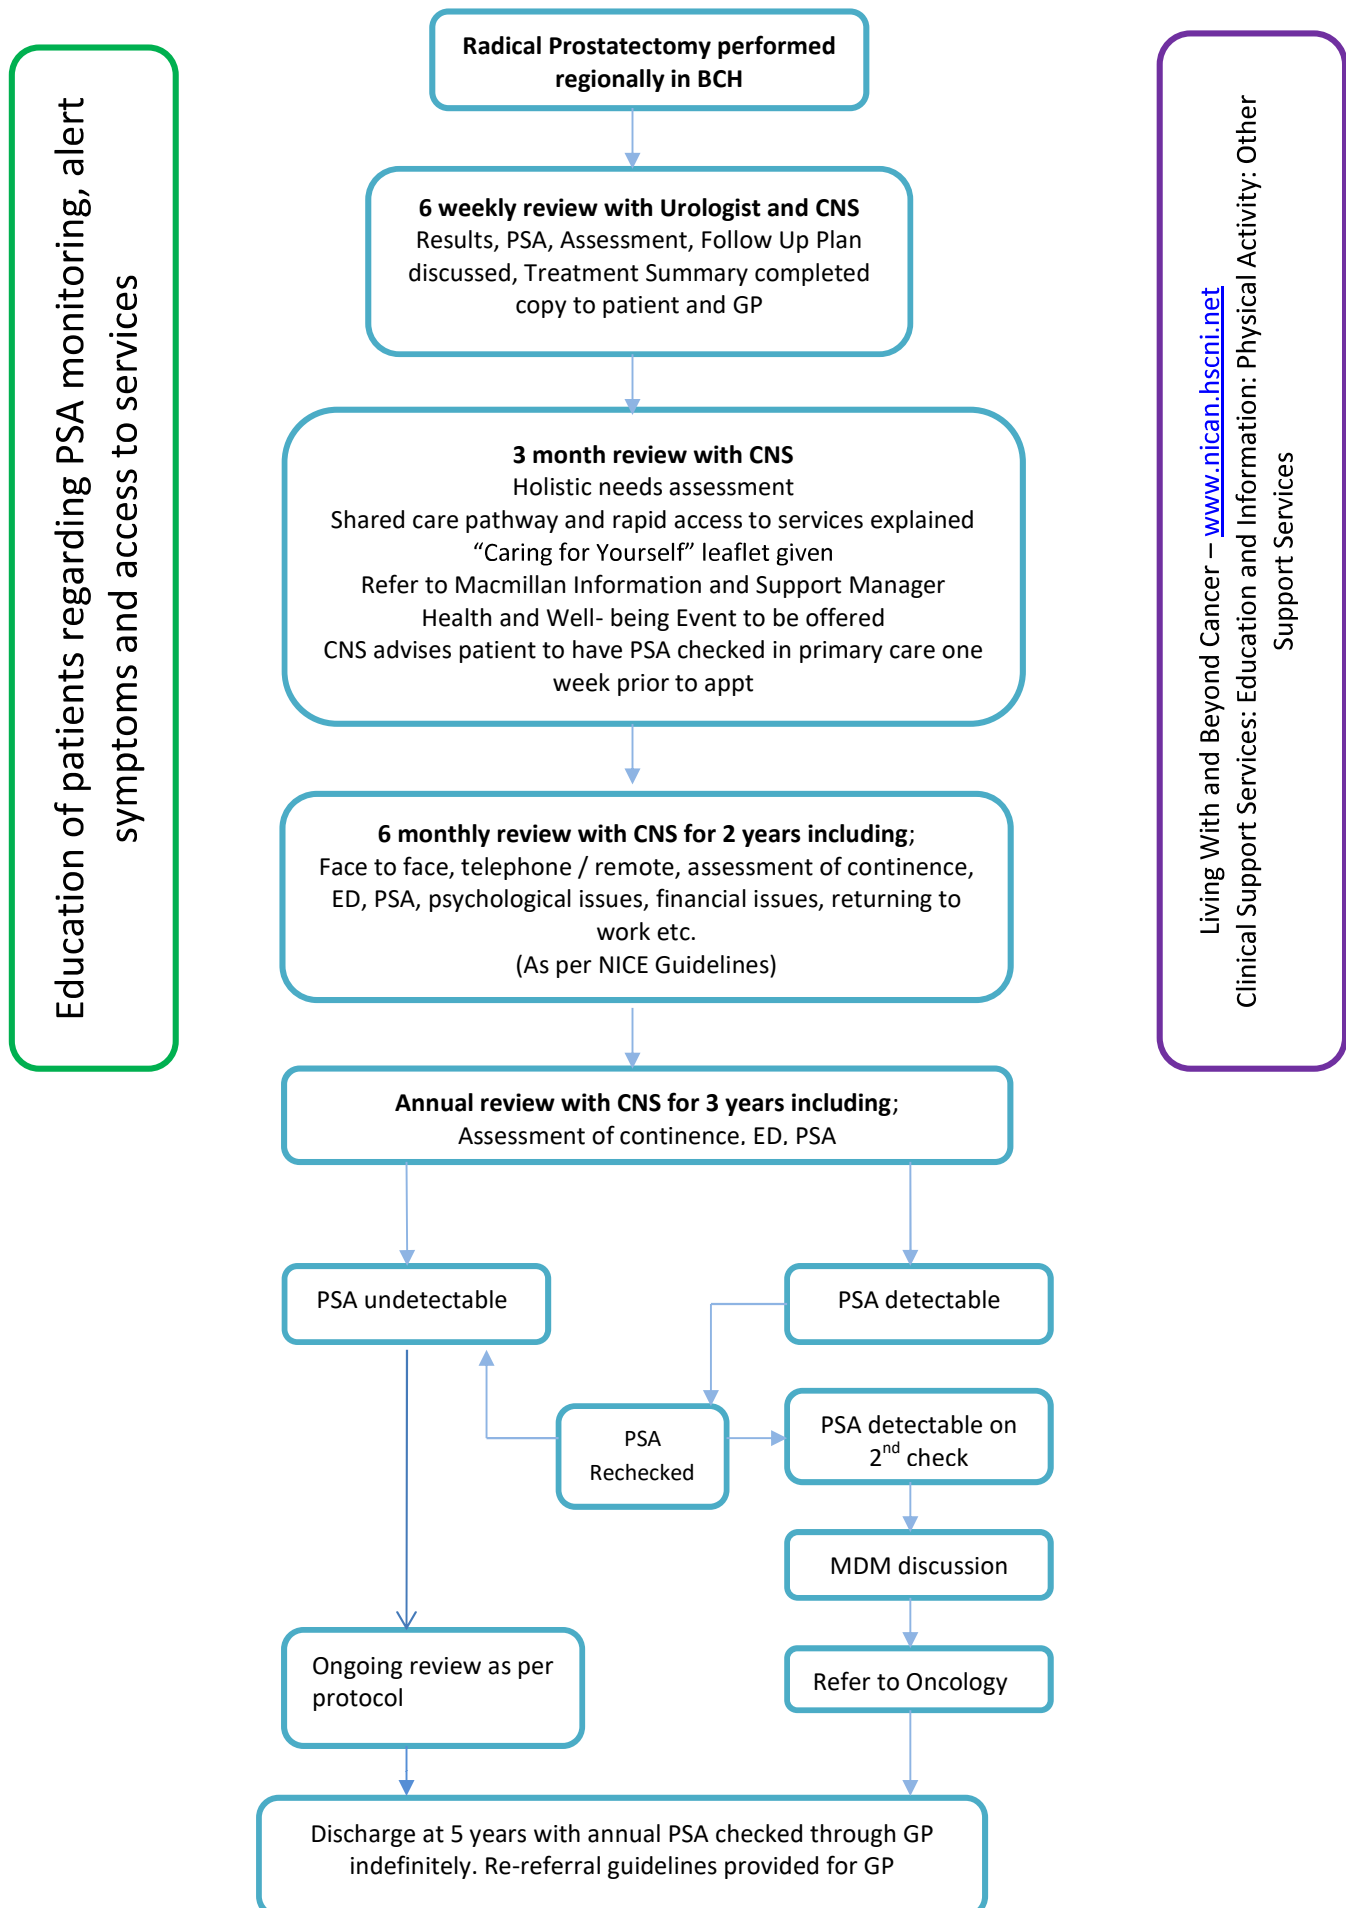 Radical Prostatectomy performed
regionally in BCH
6 weekly review with Urologist and CNS
Results, PSA, Assessment, Follow Up Plan
discussed, Treatment Summary completed
copy to patient and GP
3 month review with CNS
Holistic needs assessment
Shared care pathway and rapid access to services explained
“Caring for Yourself” leaflet given
Refer to Macmillan Information and Support Manager
Health and Well- being Event to be offered
CNS advises patient to have PSA checked in primary care one
week prior to appt
6 monthly review with CNS for 2 years including;
Face to face, telephone / remote, assessment of continence,
ED, PSA, psychological issues, financial issues, returning to
work etc.
(As per NICE Guidelines)
Annual review with CNS for 3 years including;
Assessment of continence, ED, PSA
PSA undetectable
PSA detectable
PSA
Rechecked
PSA detectable on
2nd check
MDM discussion
Ongoing review as per
protocol
Refer to Oncology
Discharge at 5 years with annual PSA checked through GP
indefinitely. Re-referral guidelines provided for GP
Education of patients regarding PSA monitoring, alert
symptoms and access to services
Living With and Beyond Cancer – www.nican.hscni.net
Clinical Support Services: Education and Information: Physical Activity: Other
Support Services